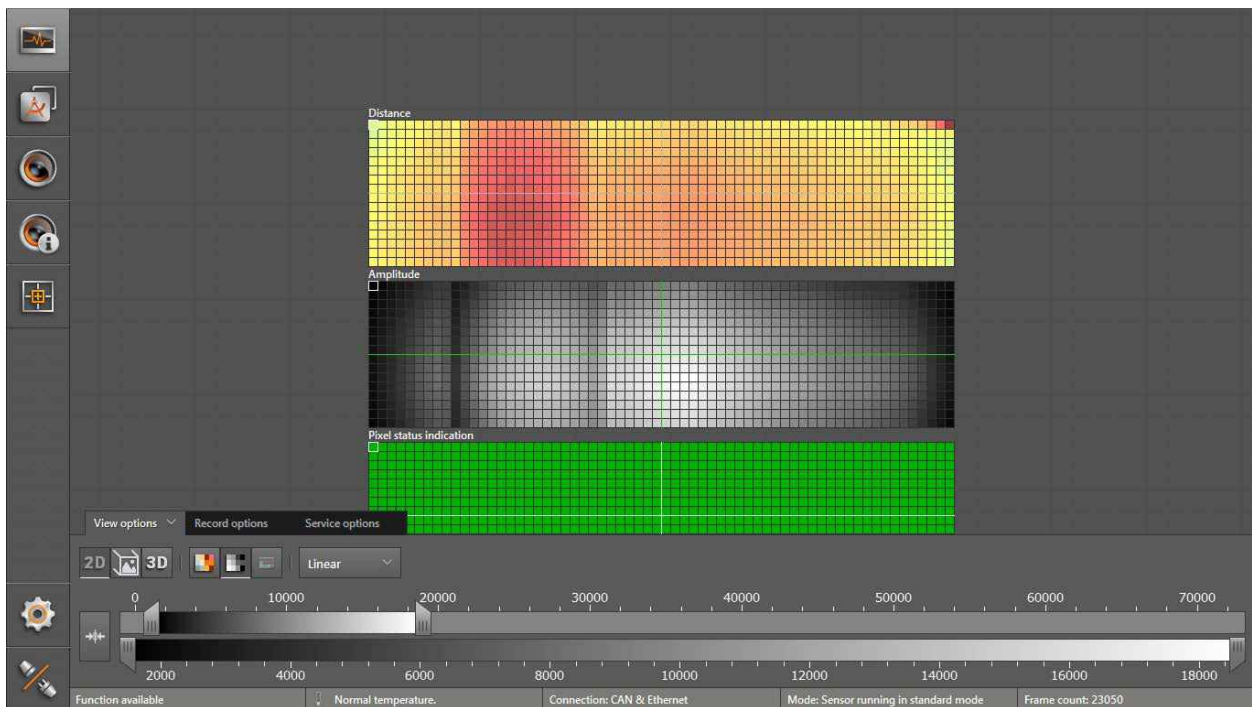 Distance
Amplitude
Pixel status indication
View options Record options Service options
2D 3D Linear
0 10000 20000 30000 40000 50000 60000 70000
2000 4000 6000 8000 10000 12000 14000 16000 18000
Function available Normal temperature. Connection: CAN & Ethernet Mode: Sensor running in standard mode Frame count: 23050